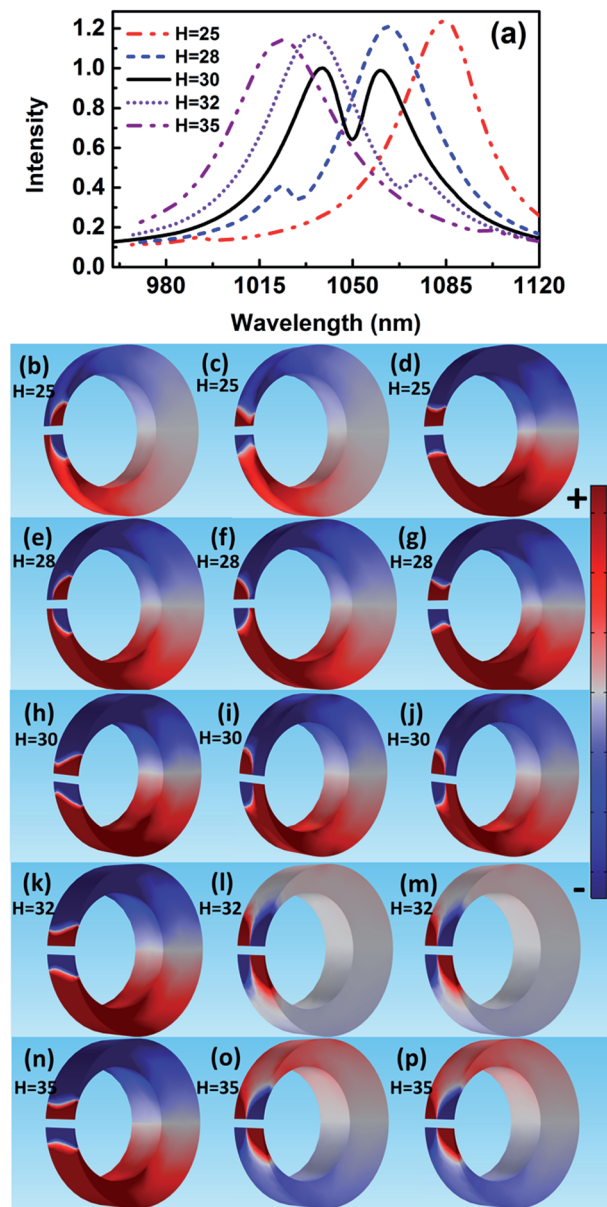 (a)
H=25
H=28
H=30
H=32
H=35
Intensity
1.2
1.0
0.8
0.6
0.4
0.2
0.0
980 1015 1050 1085 1120
Wavelength (nm)
(b) (c) (d)
H=25 H=25 H=25
+
(e) (f) (g)
H=28 H=28 H=28
(h) (i) (j)
H=30 H=30 H=30
(k) (l) (m)
-
H=32 H=32 H=32
(n) (o) (p)
H=35 H=35 H=35